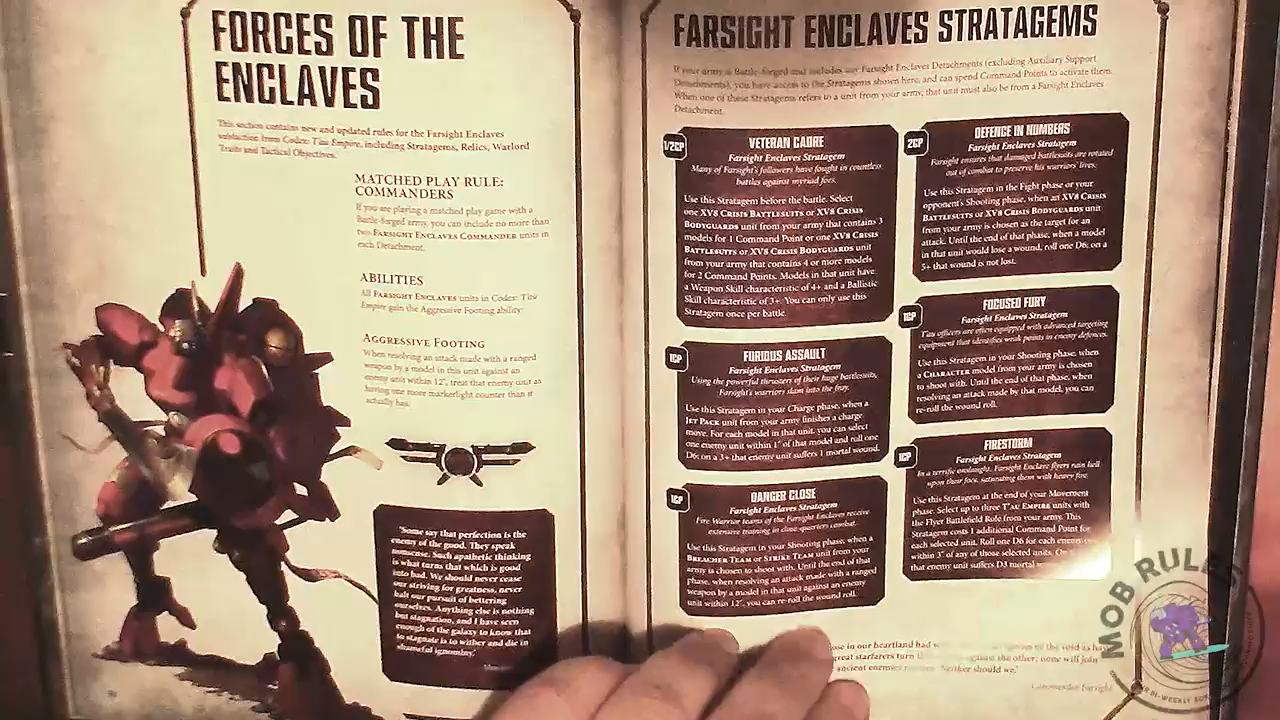 FORCES OF THE
ENCLAVES
This section contains new and updated rules for the Farsight Enclaves
subfaction from Codex: T'au Empire, including Stratagems, Relics, Warlord
Traits and Tactical Objectives.
MATCHED PLAY RULE:
COMMANDERS
If you are playing a matched play game with a
Battle-forged army, you can include no more than
two FARSIGHT ENCLAVES COMMANDER units in
each Detachment.
ABILITIES
All FARSIGHT ENCLAVES units in Codex: T'au
Empire gain the Aggressive Footing ability:
AGGRESSIVE FOOTING
When resolving an attack made with a ranged
weapon by a model in this unit against an
enemy unit within 12", treat that enemy unit as
having one more markerlight counter than it
actually has.
'Some say that perfection is the
enemy of the good. They speak
nonsense. Such apathetic thinking
is what turns that which is good
into bad. We should never cease
our striving for greatness, never
halt our pursuit of bettering
ourselves. Anything else is nothing
but stagnation, and I have seen
enough of the galaxy to know that
to stagnate is to wither and die in
shameful ignominy.'
FARSIGHT ENCLAVES STRATAGEMS
If your army is Battle-forged and includes any Farsight Enclaves Detachments (excluding Auxiliary Support
Detachments), you have access to the Stratagems shown here, and can spend Command Points to activate them.
When one of these Stratagems refers to a unit from your army, that unit must also be from a Farsight Enclaves
Detachment.
1/2CP
VETERAN CADRE
Farsight Enclaves Stratagem
Many of Farsight's followers have fought in countless
battles against myriad foes.
Use this Stratagem before the battle. Select
one XV8 CRISIS BATTLESUITS or XV8 CRISIS
BODYGUARDS unit from your army that contains 3
models for 1 Command Point or one XV8 CRISIS
BATTLESUITS or XV8 CRISIS BODYGUARDS unit
from your army that contains 4 or more models
for 2 Command Points. Models in that unit have
a Weapon Skill characteristic of 4+ and a Ballistic
Skill characteristic of 3+. You can only use this
Stratagem once per battle.
1CP
FURIOUS ASSAULT
Farsight Enclaves Stratagem
Using the powerful thrusters of their huge battlesuits,
Farsight's warriors slam into the fray.
Use this Stratagem in your Charge phase, when a
JET PACK unit from your army finishes a charge
move. For each model in that unit, you can select
one enemy unit within 1" of that model and roll one
D6; on a 3+ that enemy unit suffers 1 mortal wound.
1CP
DANGER CLOSE
Farsight Enclaves Stratagem
Fire Warrior teams of the Farsight Enclaves receive
extensive training in close-quarters combat.
Use this Stratagem in your Shooting phase, when a
BREACHER TEAM or STRIKE TEAM unit from your
army is chosen to shoot with. Until the end of that
phase, when resolving an attack made with a ranged
weapon by a model in that unit against an enemy
unit within 12", you can re-roll the wound roll.
2CP
DEFENCE IN NUMBERS
Farsight Enclaves Stratagem
Farsight ensures that damaged battlesuits are rotated
out of combat to preserve his warriors' lives.
Use this Stratagem in the Fight phase or your
opponent's Shooting phase, when an XV8 CRISIS
BATTLESUITS or XV8 CRISIS BODYGUARDS unit
from your army is chosen as the target for an
attack. Until the end of that phase, when a model
in that unit would lose a wound, roll one D6; on a
5+ that wound is not lost.
1CP
FOCUSED FURY
Farsight Enclaves Stratagem
T'au officers are often equipped with advanced targeting
equipment that identifies weak points in enemy defences.
Use this Stratagem in your Shooting phase, when
a CHARACTER model from your army is chosen
to shoot with. Until the end of that phase, when
resolving an attack made by that model, you can
re-roll the wound roll.
1CP
FIRESTORM
Farsight Enclaves Stratagem
In a terrific onslaught, Farsight Enclave flyers rain hell
upon their foes, saturating them with heavy fire.
Use this Stratagem at the end of your Movement
phase. Select up to three T'AU EMPIRE units with
the Flyer Battlefield Role from your army. This
Stratagem costs 1 additional Command Point for
each selected unit. Roll one D6 for each enemy
within 3" of any of those selected units. On
that enemy unit suffers D3 mortal
in our heartland had of the void as
great starfarers turn against the other; none will join
ancient enemies Neither should we.'
Commander Farsight
MOB RULES
BI-WEEKLY